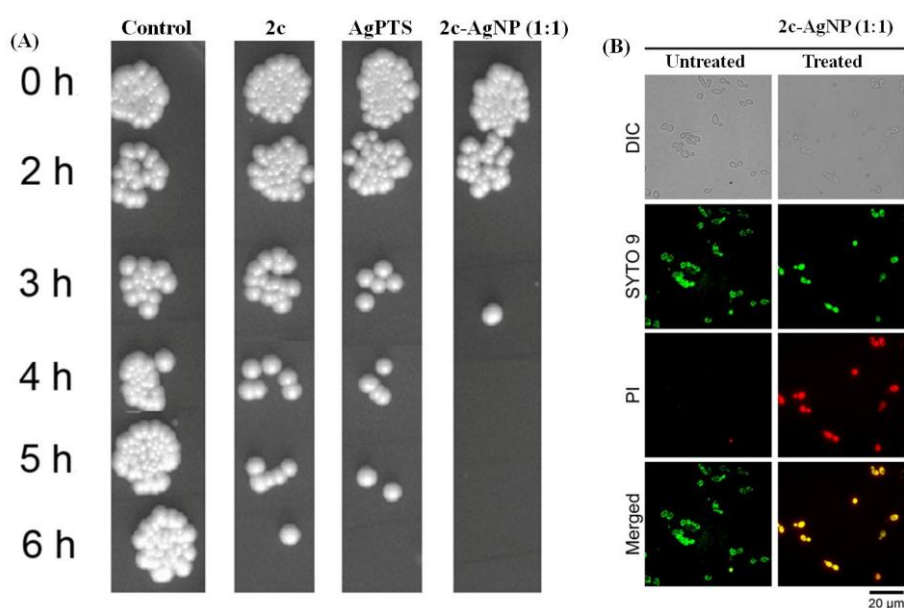 (A)
Control 2c AgPTS 2c-AgNP (1:1)
0 h
2 h
3 h
4 h
5 h
6 h
(B)
2c-AgNP (1:1)
Untreated Treated
DIC
SYTO 9
PI
Merged
20 µm